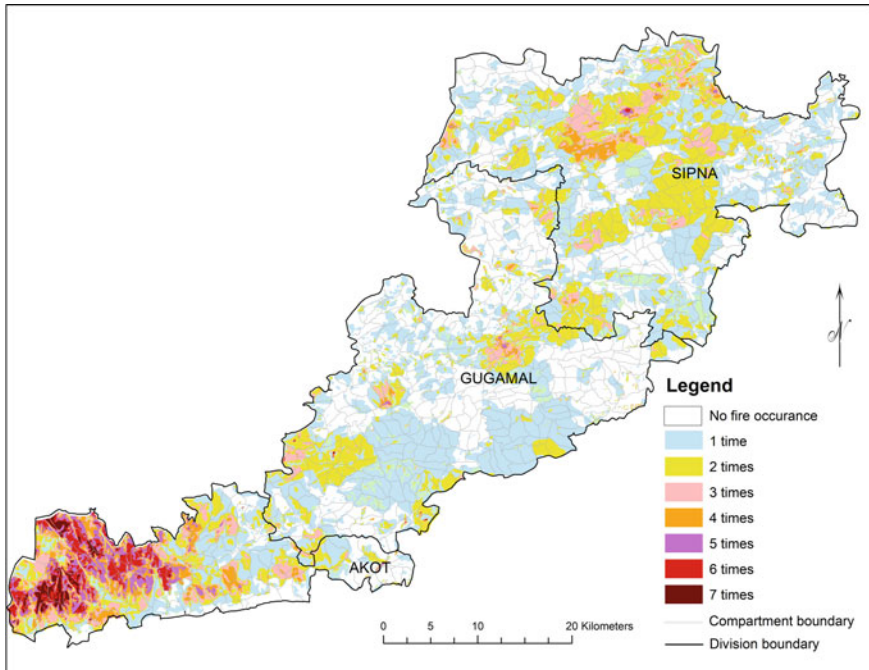 SIPNA
GUGAMAL
AKOT
N
Legend
No fire occurance
1 time
2 times
3 times
4 times
5 times
6 times
7 times
Compartment boundary
Division boundary
0 5 10 20 Kilometers